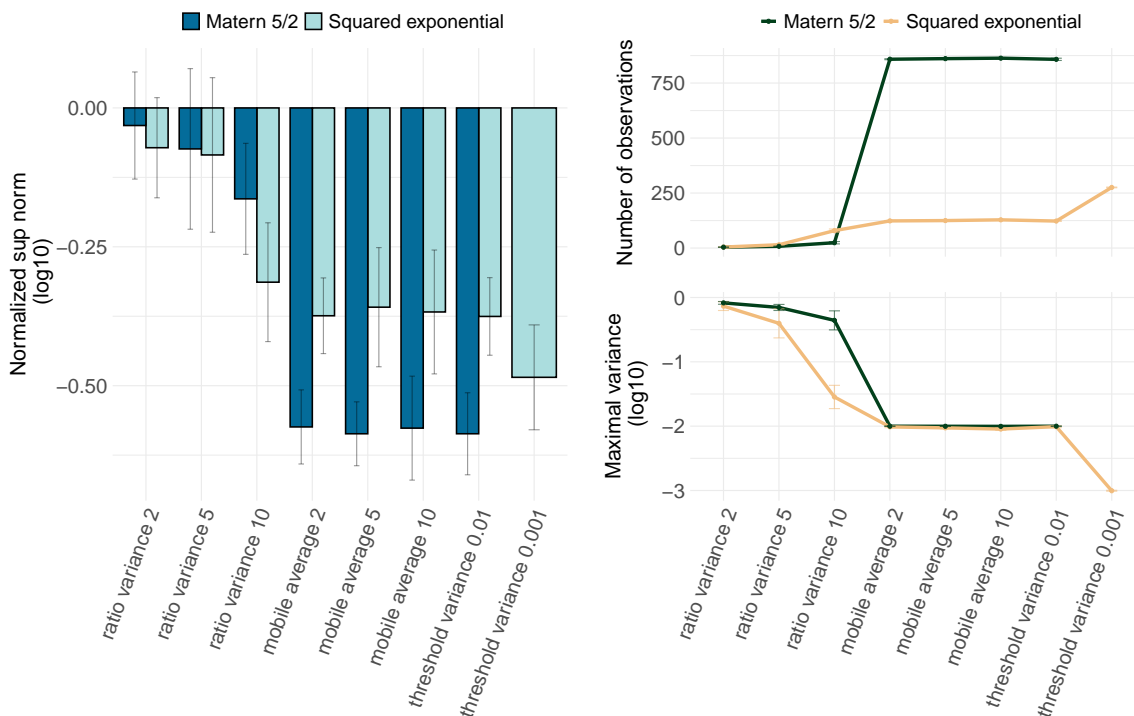 Matern 5/2 Squared exponential
Normalized sup norm
(log10)
0.00
−0.25
−0.50
ratio variance 2
ratio variance 5
ratio variance 10
mobile average 2
mobile average 5
mobile average 10
threshold variance 0.01
threshold variance 0.001
Matern 5/2 Squared exponential
Number of observations
750
500
250
0
Maximal variance
(log10)
0
−1
−2
−3
ratio variance 2
ratio variance 5
ratio variance 10
mobile average 2
mobile average 5
mobile average 10
threshold variance 0.01
threshold variance 0.001